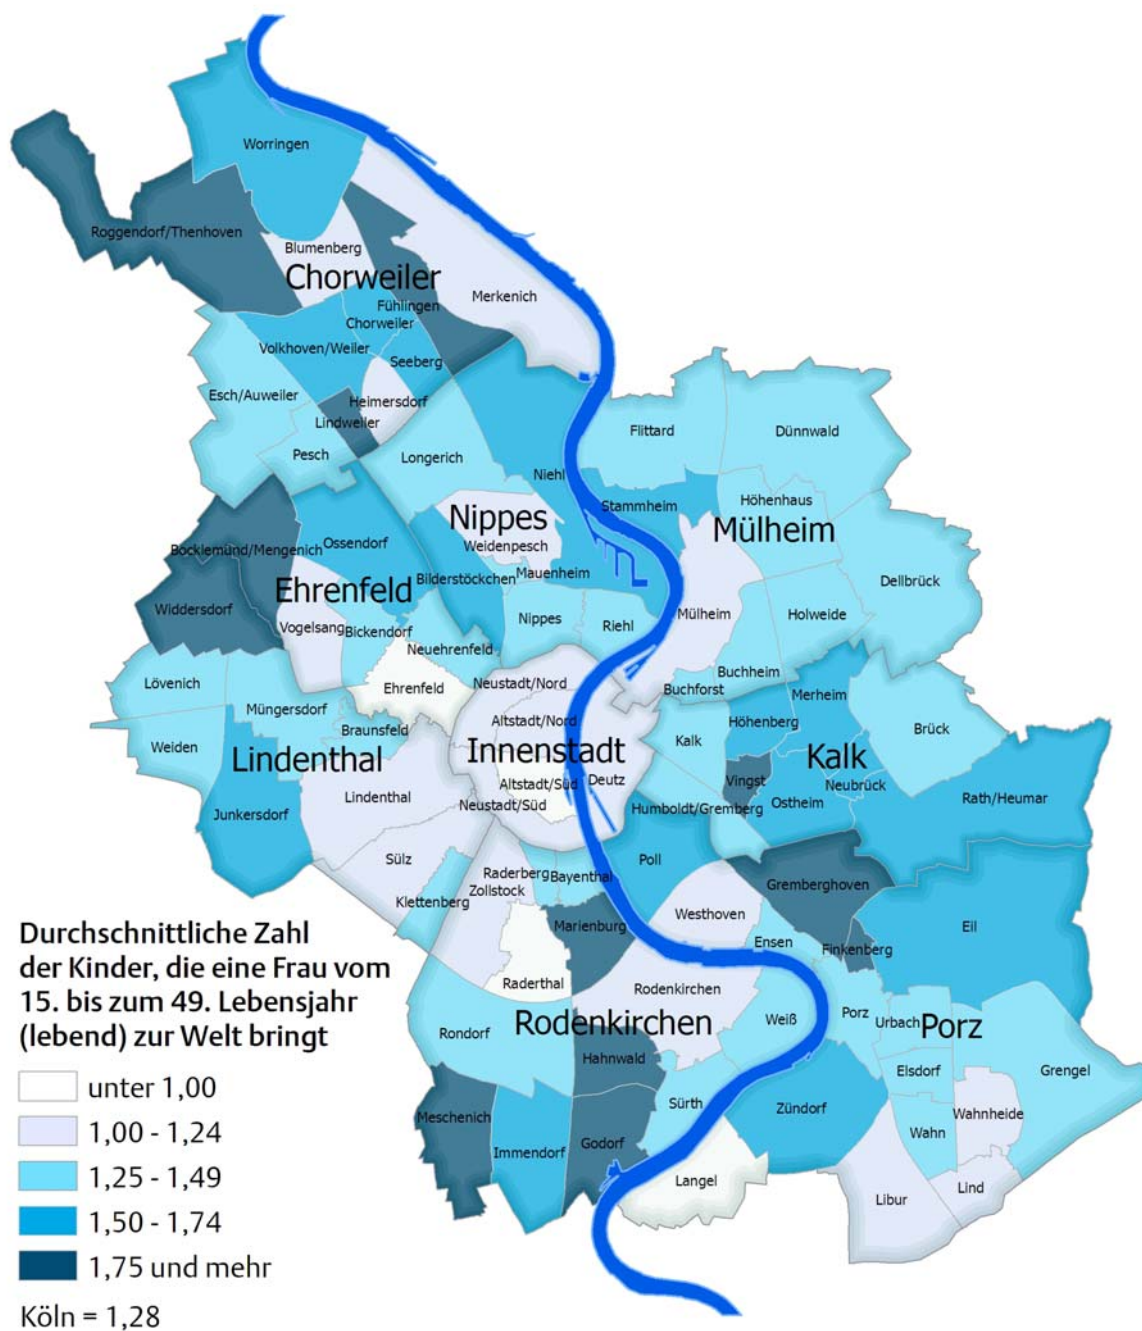 Worringen
Roggendorf/Thenhoven
Blumenberg
Chorweiler
Merkenich
Fühlingen
Chorweiler
Volkhoven/Weiler
Seeberg
Esch/Auweiler
Heimersdorf
Lindweiler
Pesch
Longerich
Niehl
Flittard
Dünnwald
Stammheim
Höhenhaus
Nippes
Mülheim
Weidenpesch
Bocklemünd/Mengenich
Ossendorf
Bilderstöckchen
Mauenheim
Dellbrück
Ehrenfeld
Widdersdorf
Vogelsang
Bickendorf
Nippes
Riehl
Mülheim
Holweide
Neuehrenfeld
Buchheim
Lövenich
Ehrenfeld
Neustadt/Nord
Buchforst
Merheim
Müngersdorf
Altstadt/Nord
Höhenberg
Brück
Braunsfeld
Weiden
Lindenthal
Innenstadt
Kalk
Kalk
Deutz
Altstadt/Süd
Vingst
Neubrück
Lindenthal
Neustadt/Süd
Humboldt/Gremberg
Ostheim
Rath/Heumar
Junkersdorf
Sülz
Raderberg
Bayenthal
Poll
Zollstock
Klettenberg
Gremberghoven
Westhoven
Marienburg
Eil
Ensen
Finkenberg
Raderthal
Rodenkirchen
Weiß
Porz
Urbach
Porz
Rodenkirchen
Rondorf
Hahnwald
Elsdorf
Grengel
Sürth
Zündorf
Wahnheide
Meschenich
Wahn
Godorf
Immendorf
Langel
Libur
Lind
Durchschnittliche Zahl
der Kinder, die eine Frau vom
15. bis zum 49. Lebensjahr
(lebend) zur Welt bringt
unter 1,00
1,00 - 1,24
1,25 - 1,49
1,50 - 1,74
1,75 und mehr
Köln = 1,28